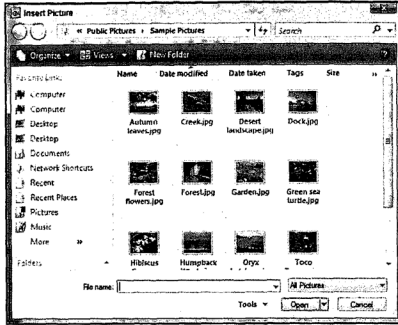 Insert Picture
« Public Pictures › Sample Pictures
Search
Organize Views New Folder
Favorite Links
Name Date modified Date taken Tags Size »
Computer
Computer
Desktop
Desktop
Documents
Network Shortcuts
Recent
Recent Places
Pictures
Music
More »
Folders
Autumn leaves.jpg
Creek.jpg
Desert landscape.jpg
Dock.jpg
Forest flowers.jpg
Forest.jpg
Garden.jpg
Green sea turtle.jpg
Hibiscus
Humpback
Oryx
Toco
File name:
All Pictures
Tools
Open
Cancel